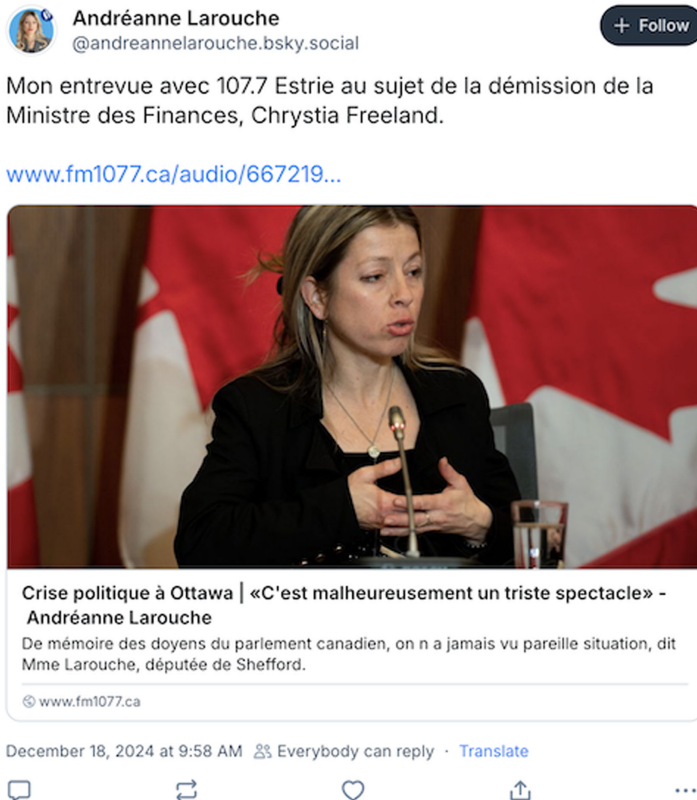 Andréanne Larouche
@andreannelarouche.bsky.social
+ Follow
Mon entrevue avec 107.7 Estrie au sujet de la démission de la
Ministre des Finances, Chrystia Freeland.
www.fm1077.ca/audio/667219...
Crise politique à Ottawa | «C'est malheureusement un triste spectacle» -
Andréanne Larouche
De mémoire des doyens du parlement canadien, on n a jamais vu pareille situation, dit
Mme Larouche, députée de Shefford.
www.fm1077.ca
December 18, 2024 at 9:58 AM Everybody can reply · Translate